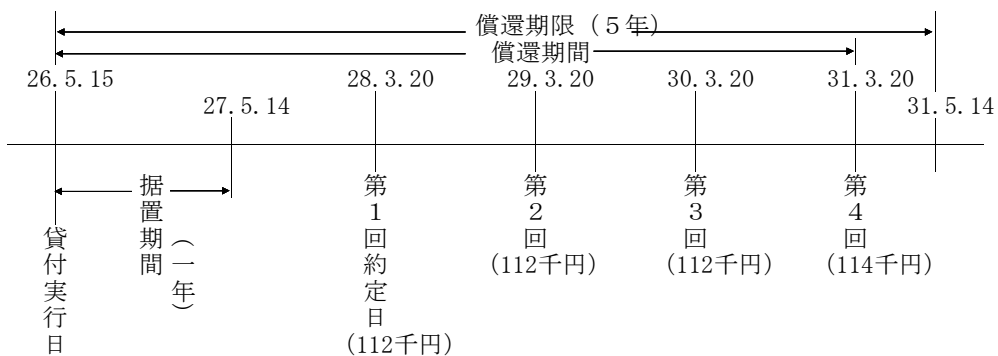 償還期限（５年）
償還期間
26.5.15
28.3.20
29.3.20
30.3.20
31.3.20
27.5.14
31.5.14
据置期間
（一年）
貸付実行日
第１回約定日
(112千円)
第２回
(112千円)
第３回
(112千円)
第４回
(114千円)